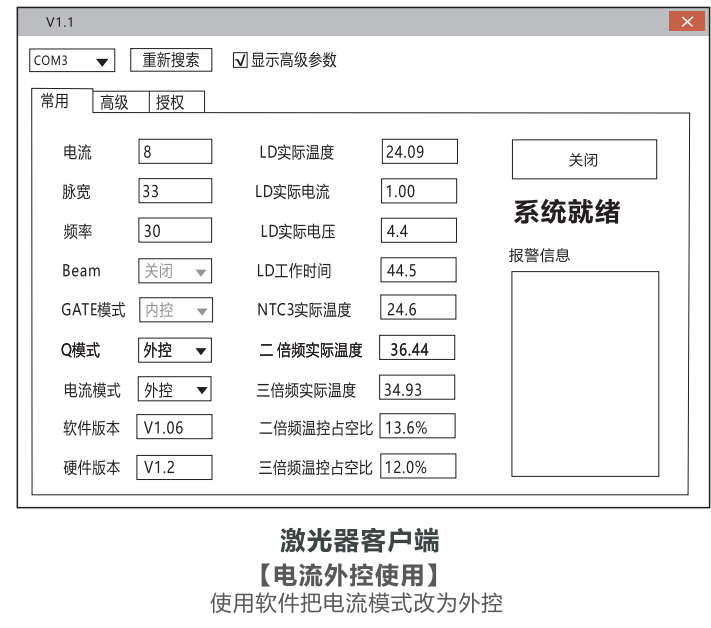 V1.1
COM3 重新搜索 显示高级参数
常用 高级 授权
电流 8 LD实际温度 24.09 关闭
脉宽 33 LD实际电流 1.00 系统就绪
频率 30 LD实际电压 4.4 报警信息
Beam 关闭 LD工作时间 44.5
GATE模式 内控 NTC3实际温度 24.6
Q模式 外控 二倍频实际温度 36.44
电流模式 外控 三倍频实际温度 34.93
软件版本 V1.06 二倍频温控占空比 13.6%
硬件版本 V1.2 三倍频温控占空比 12.0%
激光器客户端
【电流外控使用】
使用软件把电流模式改为外控